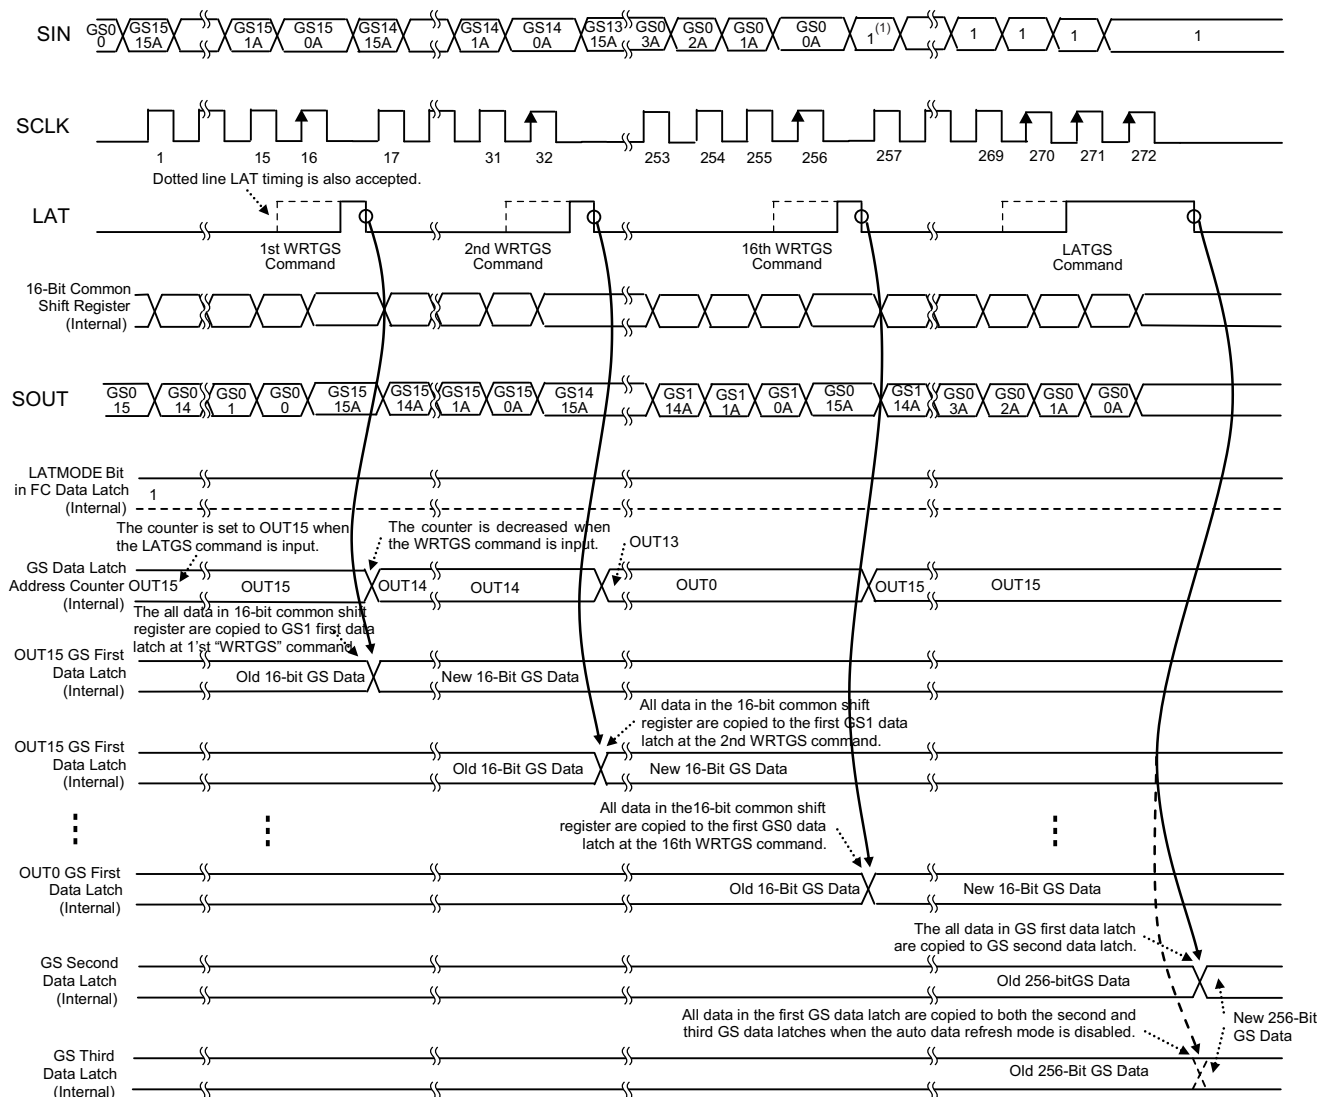 SIN
GS0 0
GS15 15A
GS15 1A
GS15 0A
GS14 15A
GS14 1A
GS14 0A
GS13 15A
GS0 3A
GS0 2A
GS0 1A
GS0 0A
1(1)
1
1
1
1
SCLK
1
15
16
17
31
32
253
254
255
256
257
269
270
271
272
Dotted line LAT timing is also accepted.
LAT
1st WRTGS
Command
2nd WRTGS
Command
16th WRTGS
Command
LATGS
Command
16-Bit Common
Shift Register
(Internal)
SOUT
GS0 15
GS0 14
GS0 1
GS0 0
GS15 15A
GS15 14A
GS15 1A
GS15 0A
GS14 15A
GS1 14A
GS1 1A
GS1 0A
GS0 15A
GS1 14A
GS0 3A
GS0 2A
GS0 1A
GS0 0A
LATMODE Bit
in FC Data Latch
(Internal)
1
The counter is set to OUT15 when
the LATGS command is input.
The counter is decreased when
the WRTGS command is input.
OUT13
GS Data Latch
Address Counter
(Internal)
OUT15
OUT15
OUT14
OUT14
OUT0
OUT15
OUT15
The all data in 16-bit common shift
register are copied to GS1 first data
latch at 1'st “WRTGS” command.
OUT15 GS First
Data Latch
(Internal)
Old 16-bit GS Data
New 16-Bit GS Data
All data in the 16-bit common shift
register are copied to the first GS1 data
latch at the 2nd WRTGS command.
OUT15 GS First
Data Latch
(Internal)
Old 16-Bit GS Data
New 16-Bit GS Data
All data in the16-bit common shift
register are copied to the first GS0 data
latch at the 16th WRTGS command.
OUT0 GS First
Data Latch
(Internal)
Old 16-Bit GS Data
New 16-Bit GS Data
The all data in GS first data latch
are copied to GS second data latch.
GS Second
Data Latch
(Internal)
Old 256-bitGS Data
All data in the first GS data latch are copied to both the second and
third GS data latches when the auto data refresh mode is disabled.
New 256-Bit
GS Data
GS Third
Data Latch
(Internal)
Old 256-Bit GS Data